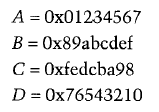 A = 0x01234567
B = 0x89abcdef
C = 0xfedcba98
D = 0x76543210